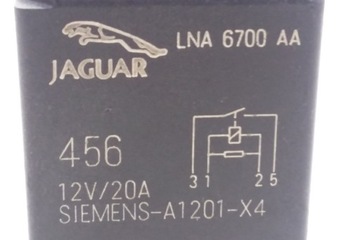 LNA 6700 AA
JAGUAR
456
3 1 2 5
12V/20A
SIEMENS-A1201-X4